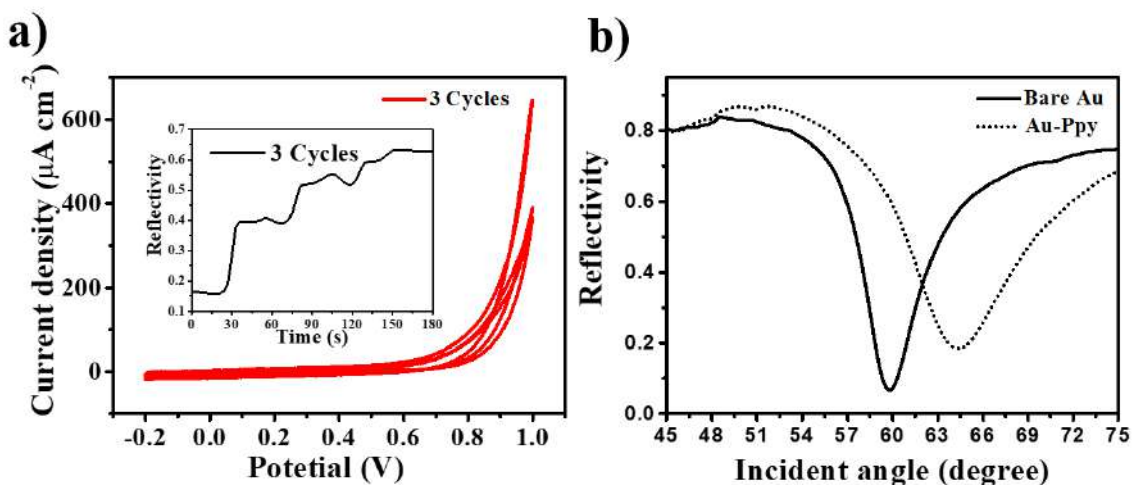 a)
3 Cycles
Current density (μA cm⁻²)
600
400
200
0
-0.2 0.0 0.2 0.4 0.6 0.8 1.0
Potetial (V)
3 Cycles
Reflectivity
0.7
0.6
0.5
0.4
0.3
0.2
0.1
0 30 60 90 120 150 180
Time (s)
b)
Bare Au
Au-Ppy
Reflectivity
0.8
0.6
0.4
0.2
0.0
45 48 51 54 57 60 63 66 69 72 75
Incident angle (degree)